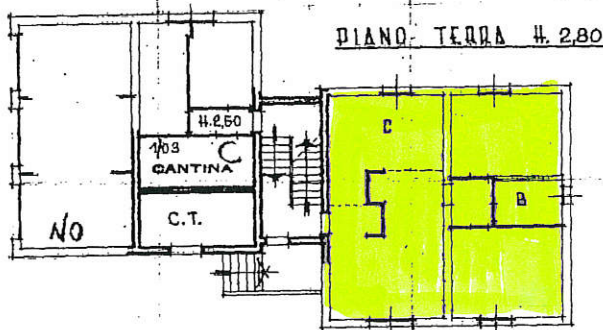 PIANO TERRA H. 2,80
H. 2,50
1/03 C
CANTINA
C.T.
NO
C
B